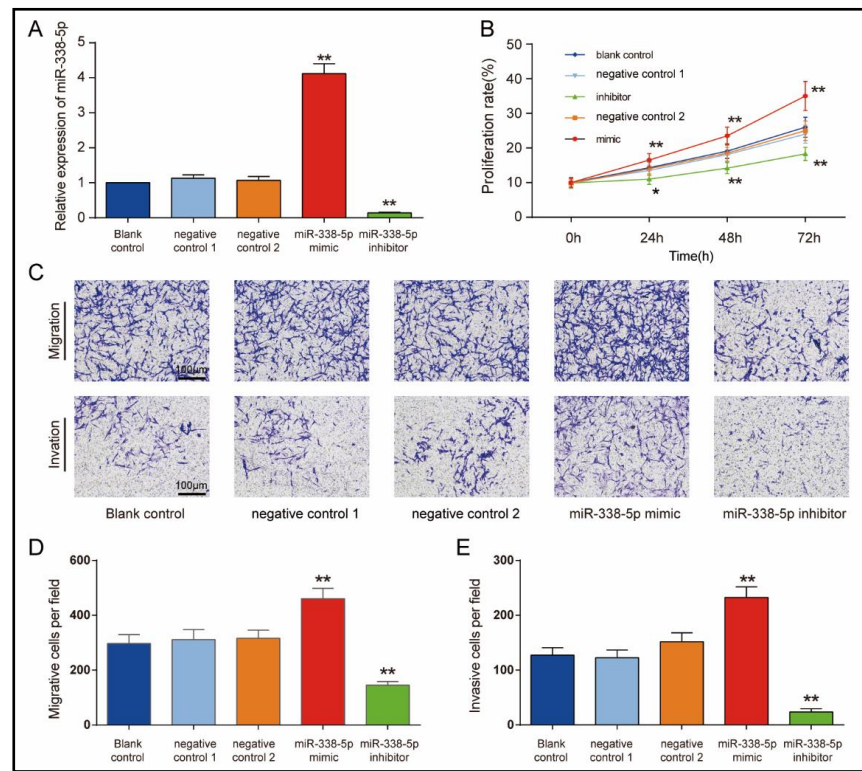 A
Relative expression of miR-338-5p
5
4
3
2
1
0
**
**
Blank
control
negative
control 1
negative
control 2
miR-338-5p
mimic
miR-338-5p
inhibitor
B
Proliferation rate(%)
50
40
30
20
10
0
blank control
negative control 1
inhibitor
negative control 2
mimic
**
*
**
**
**
**
0h
24h
48h
72h
Time(h)
C
Migration
100μm
Invation
100μm
Blank control
negative control 1
negative control 2
miR-338-5p mimic
miR-338-5p inhibitor
D
Migrative cells per field
600
400
200
0
**
**
Blank
control
negative
control 1
negative
control 2
miR-338-5p
mimic
miR-338-5p
inhibitor
E
Invasive cells per field
300
200
100
0
**
**
Blank
control
negative
control 1
negative
control 2
miR-338-5p
mimic
miR-338-5p
inhibitor